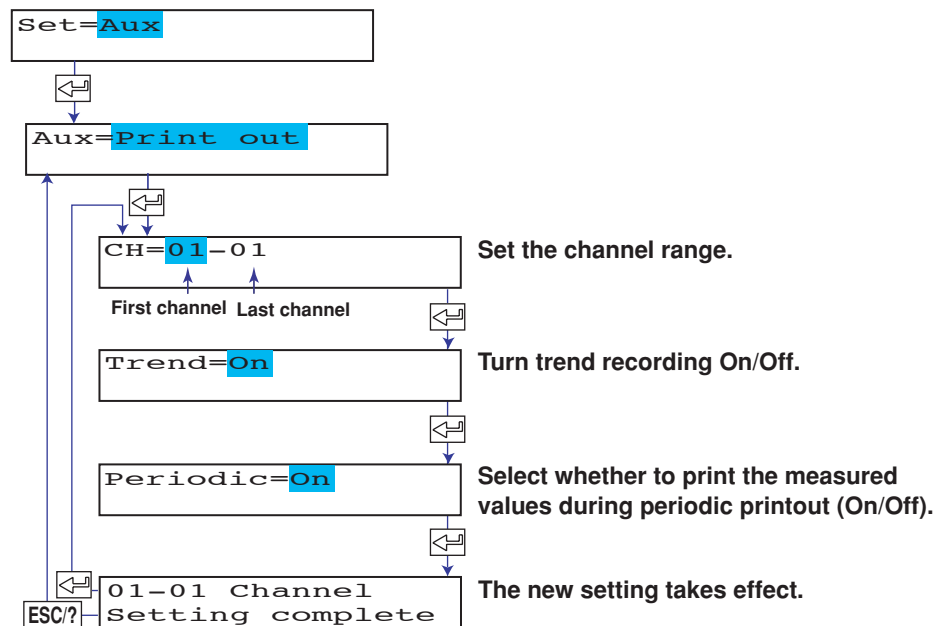 Set=Aux
Aux=Print out
CH=01-01
Set the channel range.
First channel
Last channel
Trend=On
Turn trend recording On/Off.
Periodic=On
Select whether to print the measured
values during periodic printout (On/Off).
01-01 Channel
Setting complete
The new setting takes effect.
ESC/?